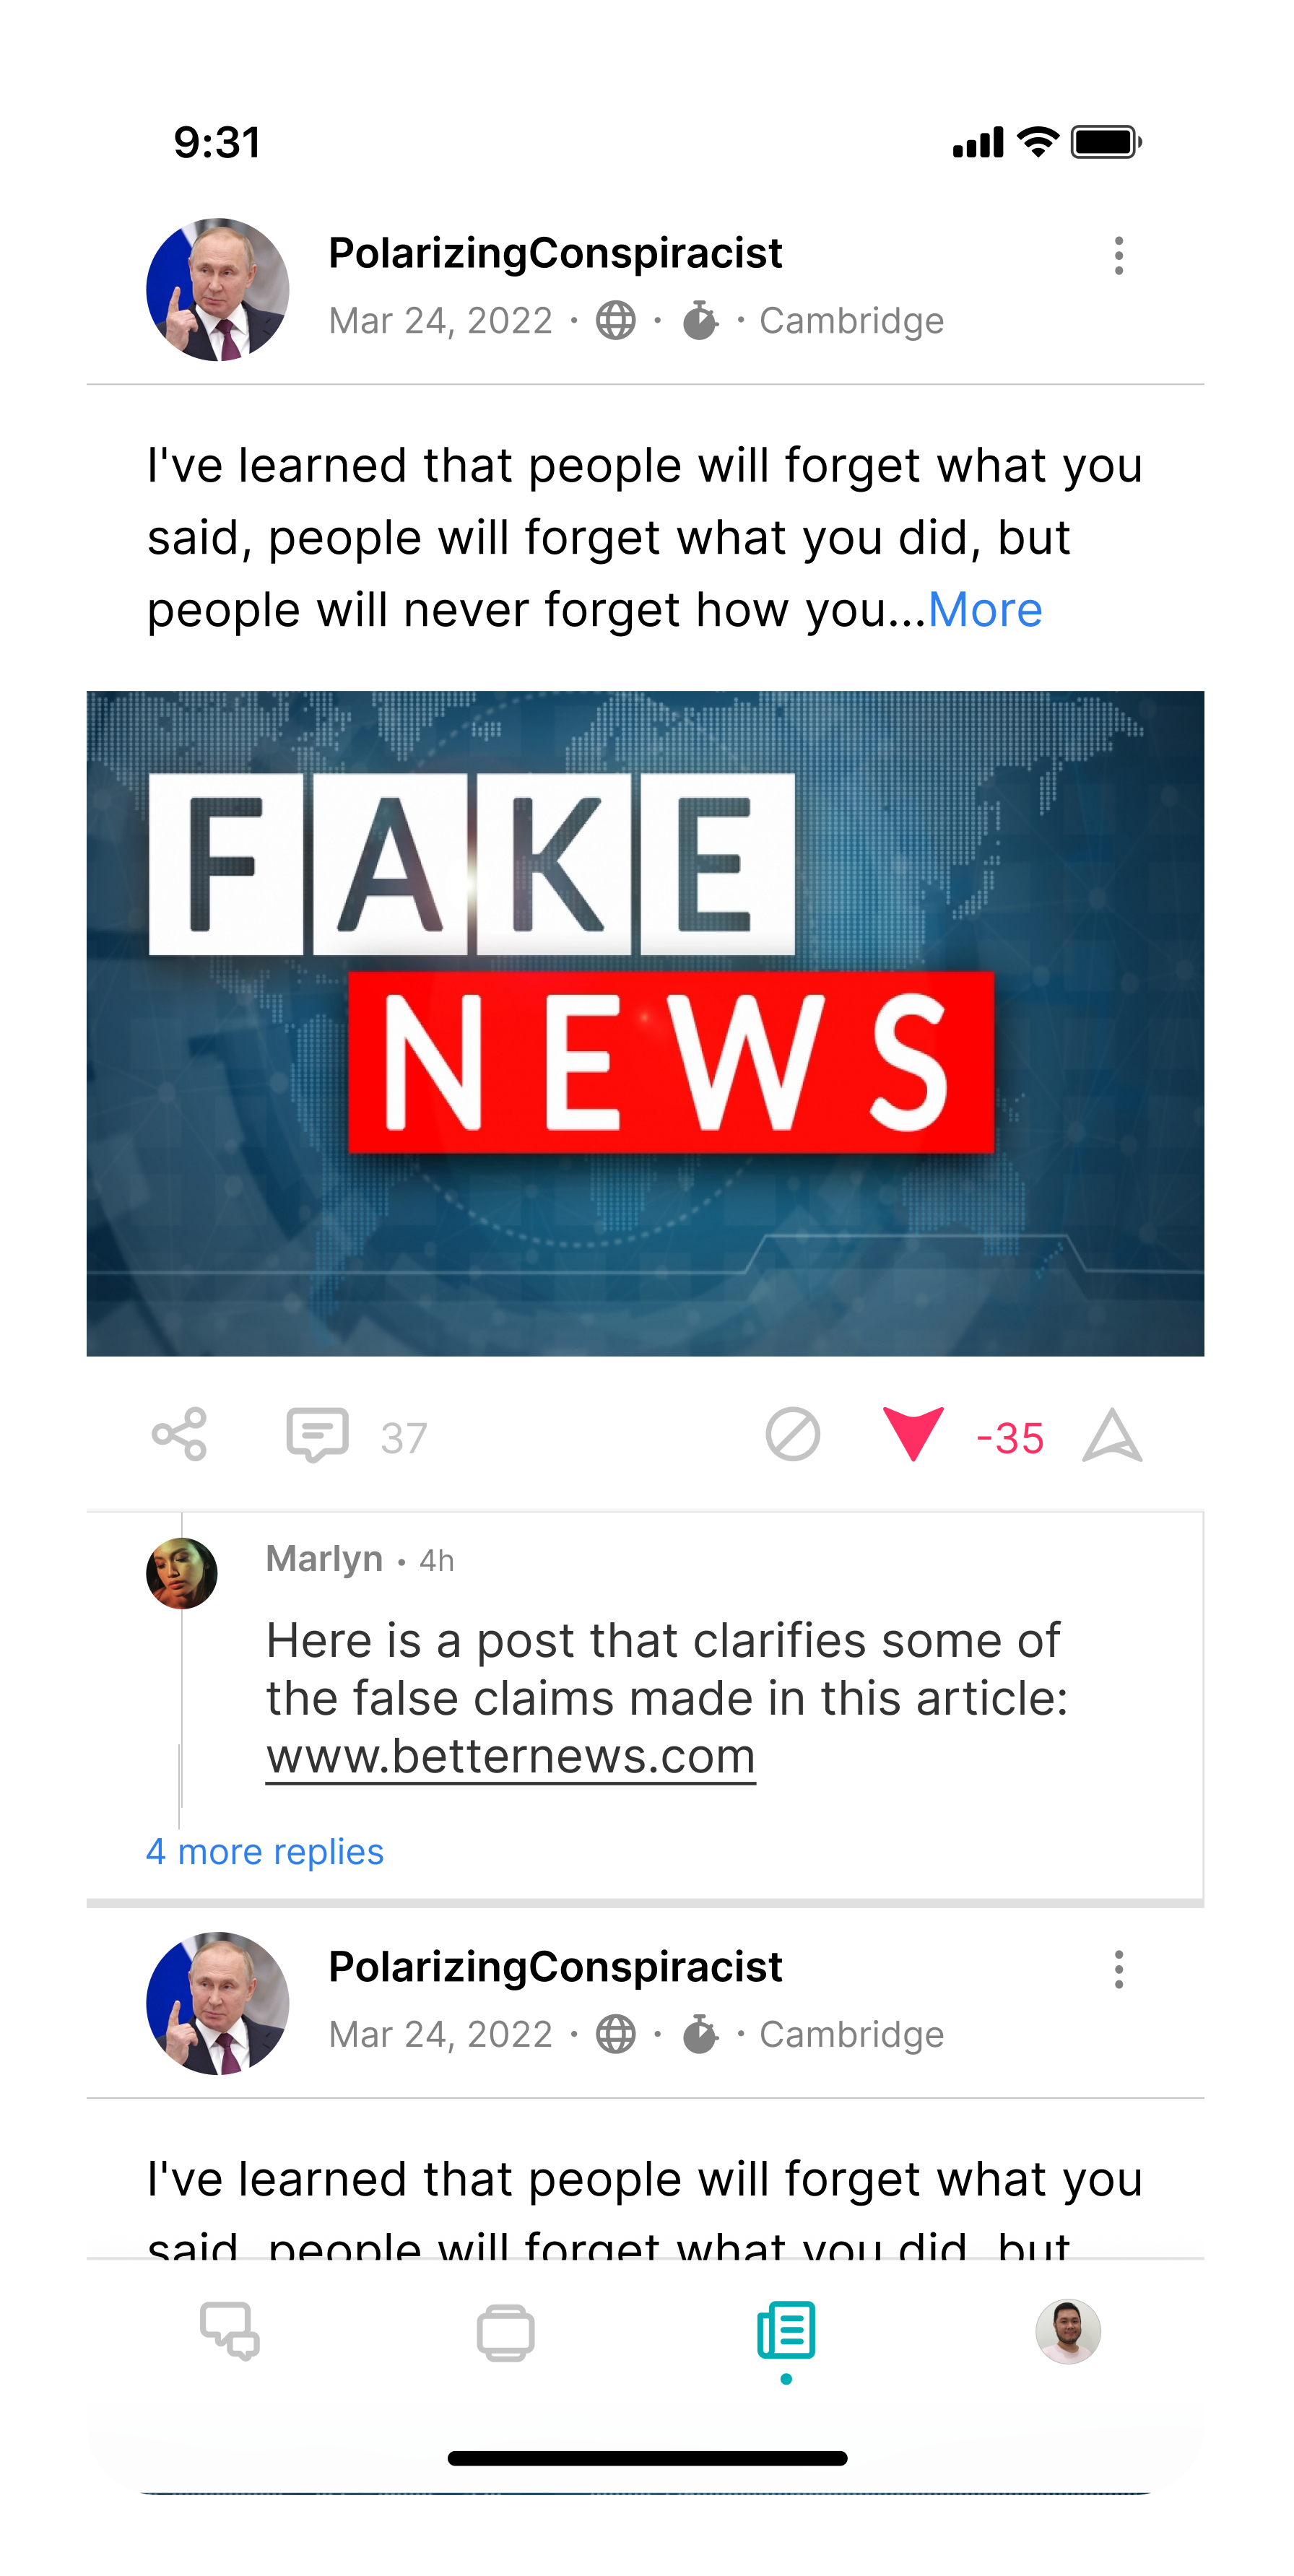 9:31
PolarizingConspiracist
Mar 24, 2022 · · · Cambridge
I've learned that people will forget what you
said, people will forget what you did, but
people will never forget how you...More
FAKE
NEWS
37
-35
Marlyn · 4h
Here is a post that clarifies some of
the false claims made in this article:
www.betternews.com
4 more replies
PolarizingConspiracist
Mar 24, 2022 · · · Cambridge
I've learned that people will forget what you
said, people will forget what you did, but